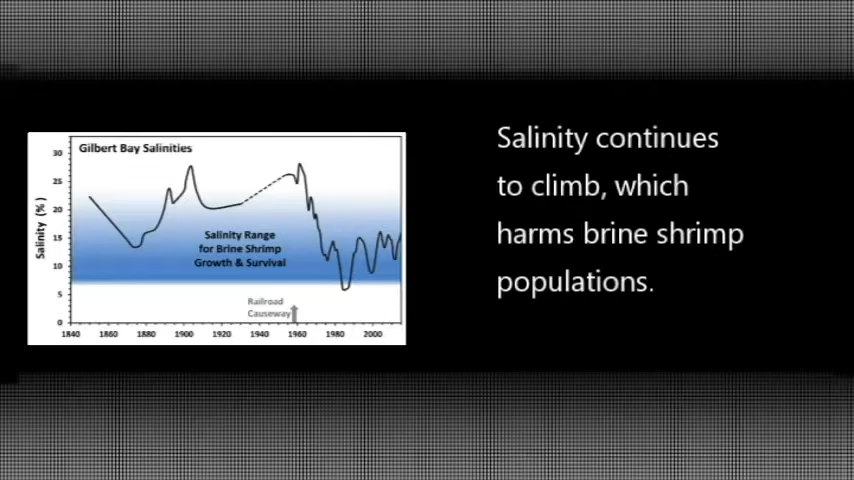 Gilbert Bay Salinities
30
25
20
15
10
5
0
Salinity (%)
Salinity Range
for Brine Shrimp
Growth & Survival
Railroad
Causeway
1840 1860 1880 1900 1920 1940 1960 1980 2000
Salinity continues
to climb, which
harms brine shrimp
populations.